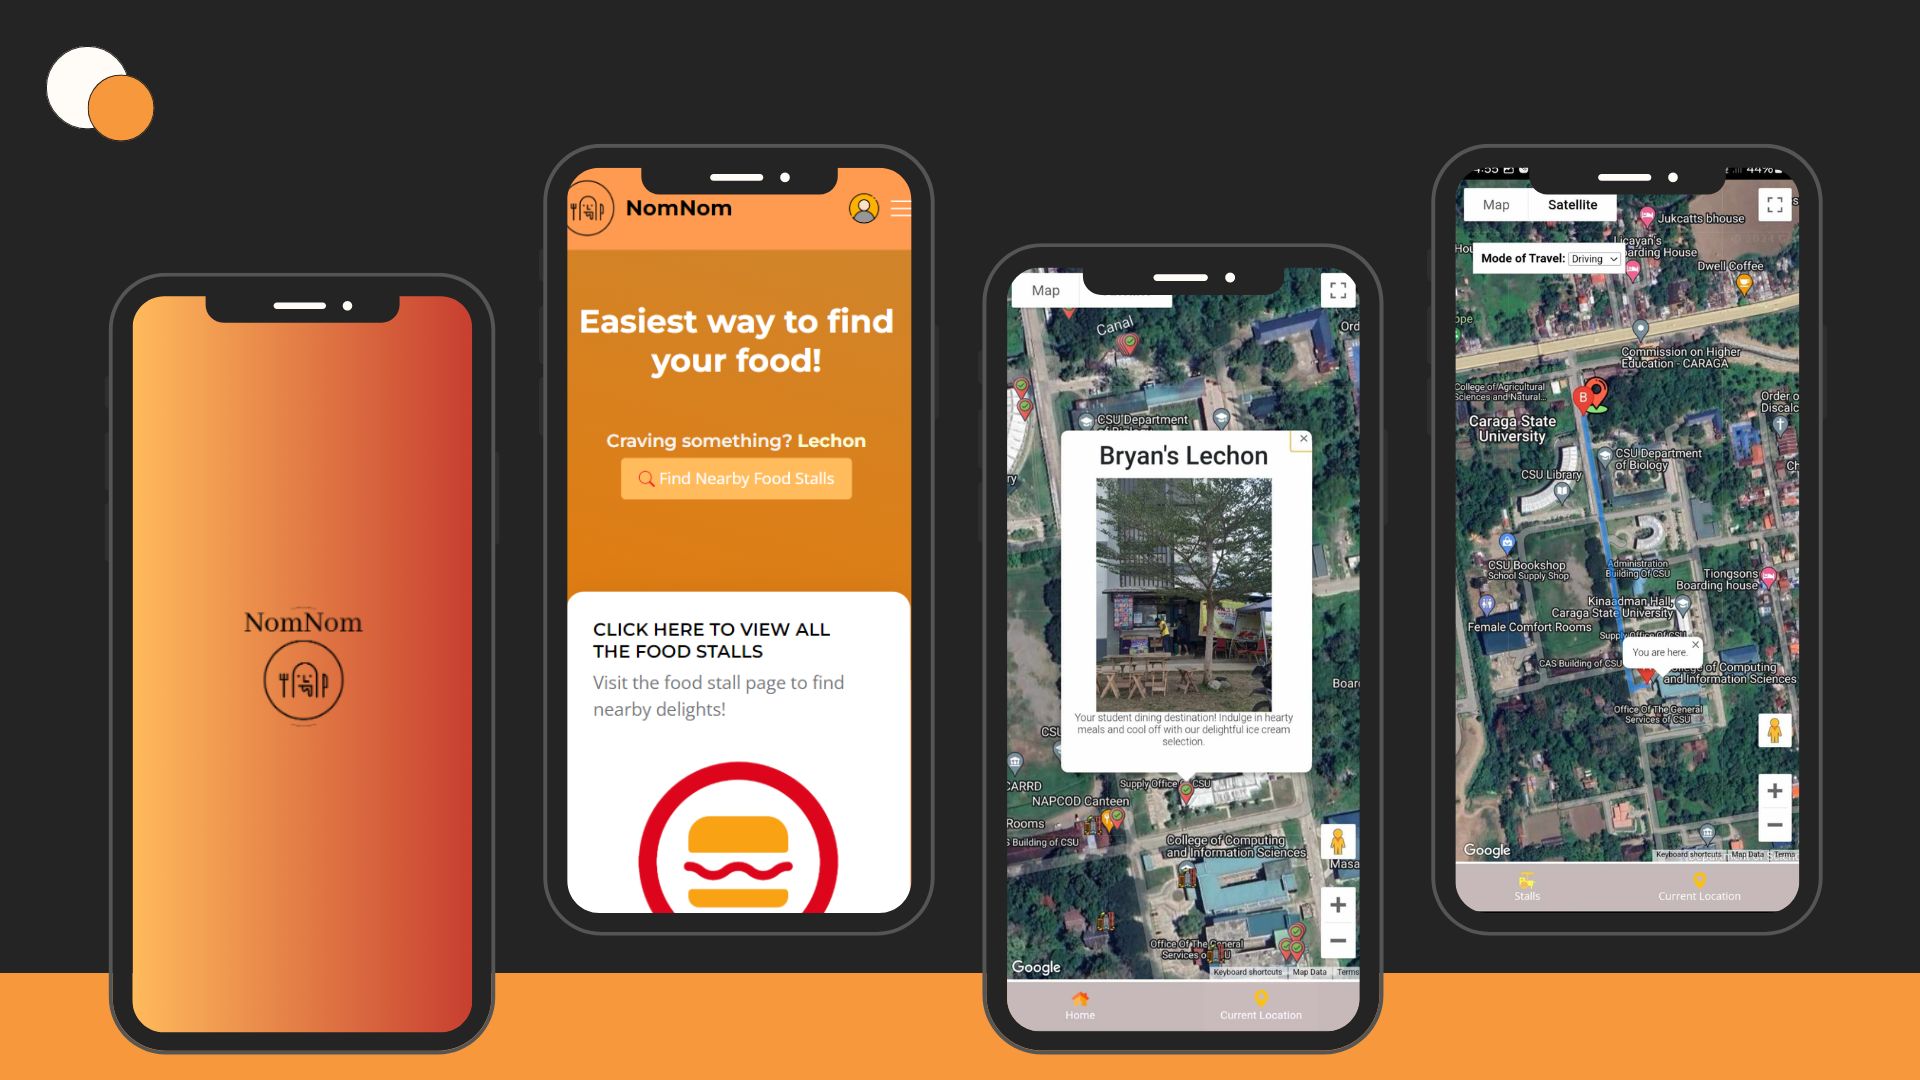 NomNom
NomNom
Easiest way to find
your food!
Craving something? Lechon
Find Nearby Food Stalls
CLICK HERE TO VIEW ALL
THE FOOD STALLS
Visit the food stall page to find
nearby delights!
Map
Canal
Ord
CSU Department
Bryan's Lechon
Your student dining destination! Indulge in hearty
meals and cool off with our delightful ice cream
selection.
ry
Board
CSU
Supply Office
CSU
CARRD
NAPCOD Canteen
Rooms
s Building of CSU
College of Computing
and Information Sciences
Masa
Office Of The General
Services
U
Google
Keyboard shortcuts
Map Data
Terms
Home
Current Location
4:55
44%
Map
Satellite
Jukcatts bhouse
Mode of Travel: Driving
Licayan's
Boarding House
Hou
Dwell Coffee
ope
Commission on Higher
Education - CARAGA
College of Agricultural
Sciences and Natural...
B
Order o
Discalc
Caraga State
University
CSU Department
of Biology
CSU Library
Ch
CSU Bookshop
School Supply Shop
Administration
Building Of CSU
Tiongsons
Boarding house
Kinaadman Hall,
Caraga State University
Female Comfort Rooms
Supply Office Of CSU
You are here.
CAS Building of CSU
College of Computing
and Information Sciences
Office Of The General
Services of CSU
Google
Keyboard shortcuts
Map Data
Terms
Stalls
Current Location